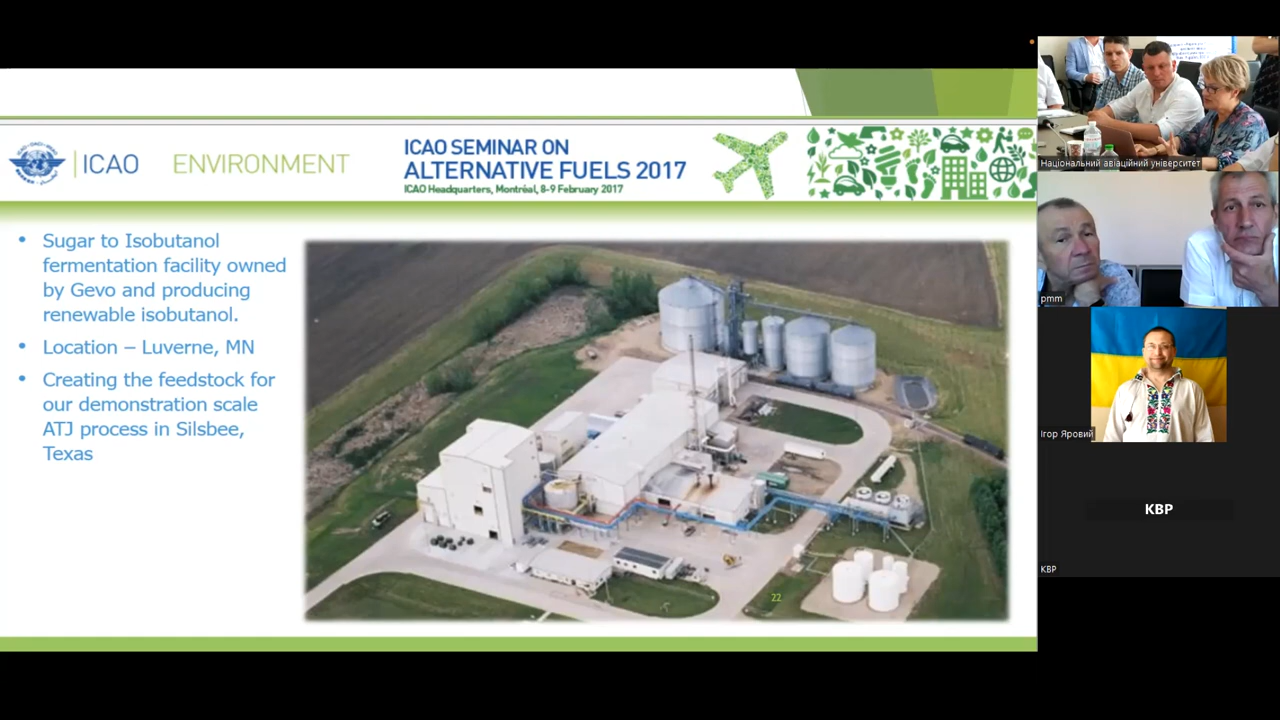 ICAO
ENVIRONMENT
ICAO SEMINAR ON
ALTERNATIVE FUELS 2017
ICAO Headquarters, Montréal, 8-9 February 2017
• Sugar to Isobutanol
fermentation facility owned
by Gevo and producing
renewable isobutanol.
• Location – Luverne, MN
• Creating the feedstock for
our demonstration scale
ATJ process in Silsbee,
Texas
22
Національний авіаційний університет
pmm
Ігор Яровий
КВР
КВР